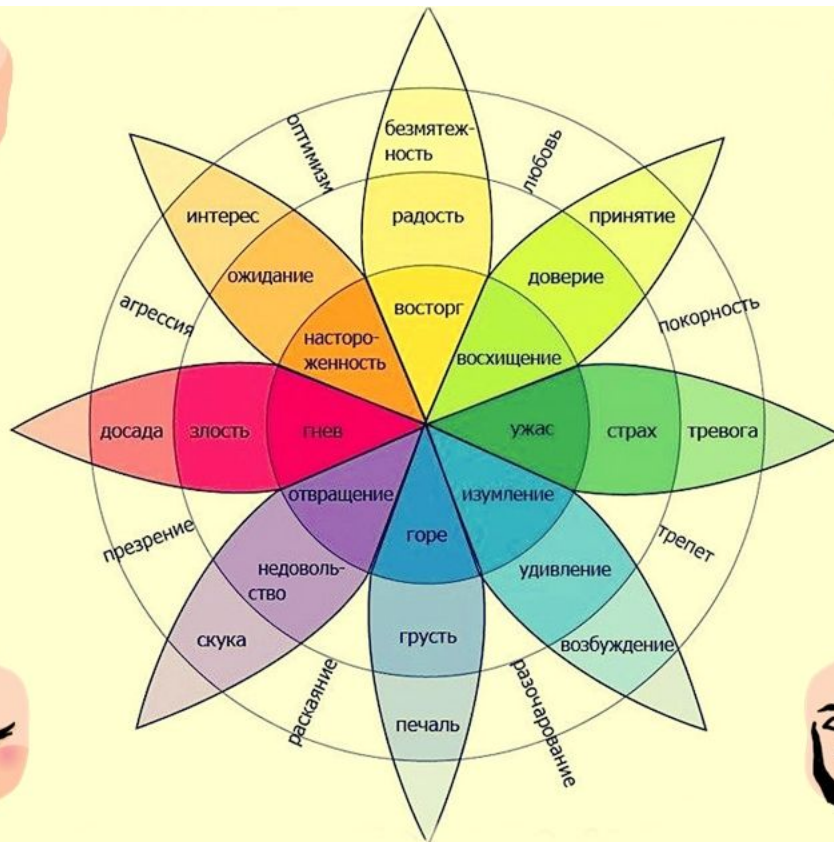 безмятеж-
ность
оптимизм
любовь
интерес
радость
принятие
ожидание
доверие
агрессия
восторг
покорность
насторо-
женность
восхищение
досада
злость
гнев
ужас
страх
тревога
отвращение
изумление
презрение
горе
трепет
недоволь-
ство
удивление
скука
грусть
возбуждение
раскаяние
печаль
разочарование